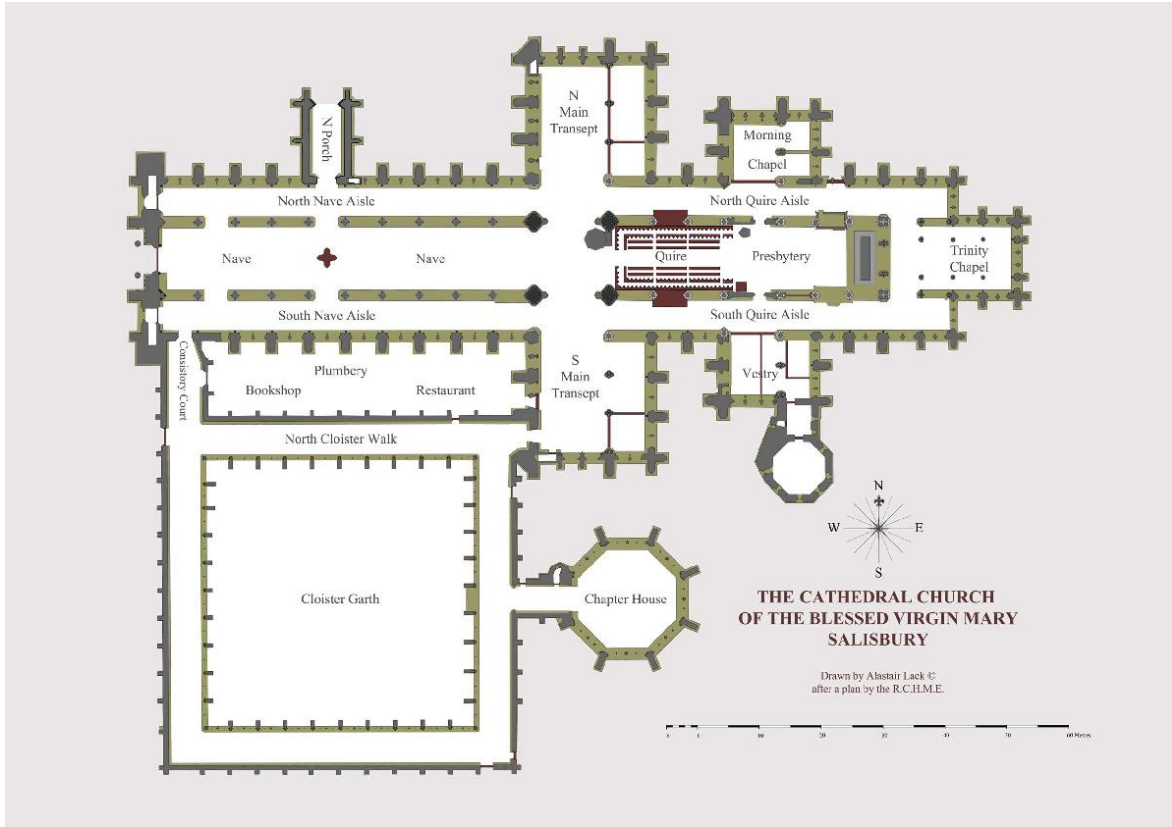 N
Main
Transept
Morning
Chapel
N Porch
North Nave Aisle
North Quire Aisle
Nave
Nave
Quire
Presbytery
Trinity
Chapel
South Nave Aisle
South Quire Aisle
Consistory Court
Plumbery
Bookshop
Restaurant
S
Main
Transept
Vestry
North Cloister Walk
N
W
E
S
Cloister Garth
Chapter House
THE CATHEDRAL CHURCH
OF THE BLESSED VIRGIN MARY
SALISBURY
Drawn by Alastair Lack ©
after a plan by the R.C.H.M.E.
10 20 30 40 50 60 Metres